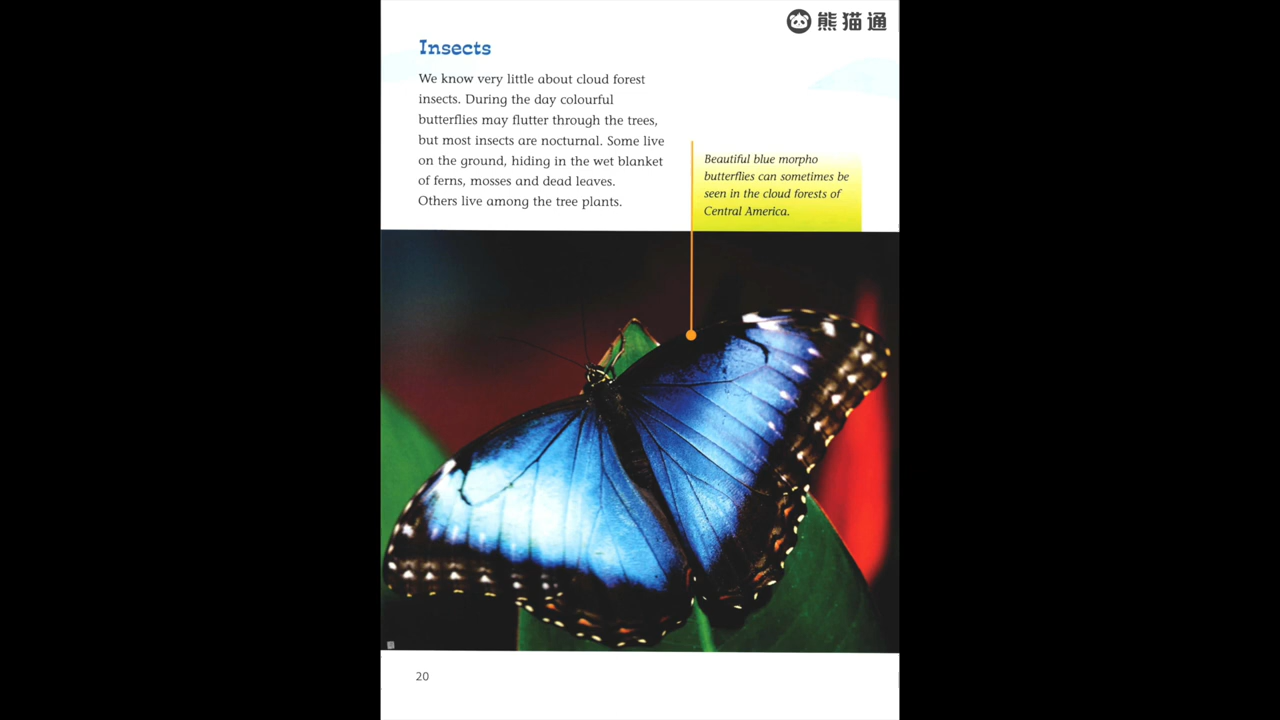 熊猫通
Insects
We know very little about cloud forest
insects. During the day colourful
butterflies may flutter through the trees,
but most insects are nocturnal. Some live
on the ground, hiding in the wet blanket
of ferns, mosses and dead leaves.
Others live among the tree plants.
Beautiful blue morpho
butterflies can sometimes be
seen in the cloud forests of
Central America.
20